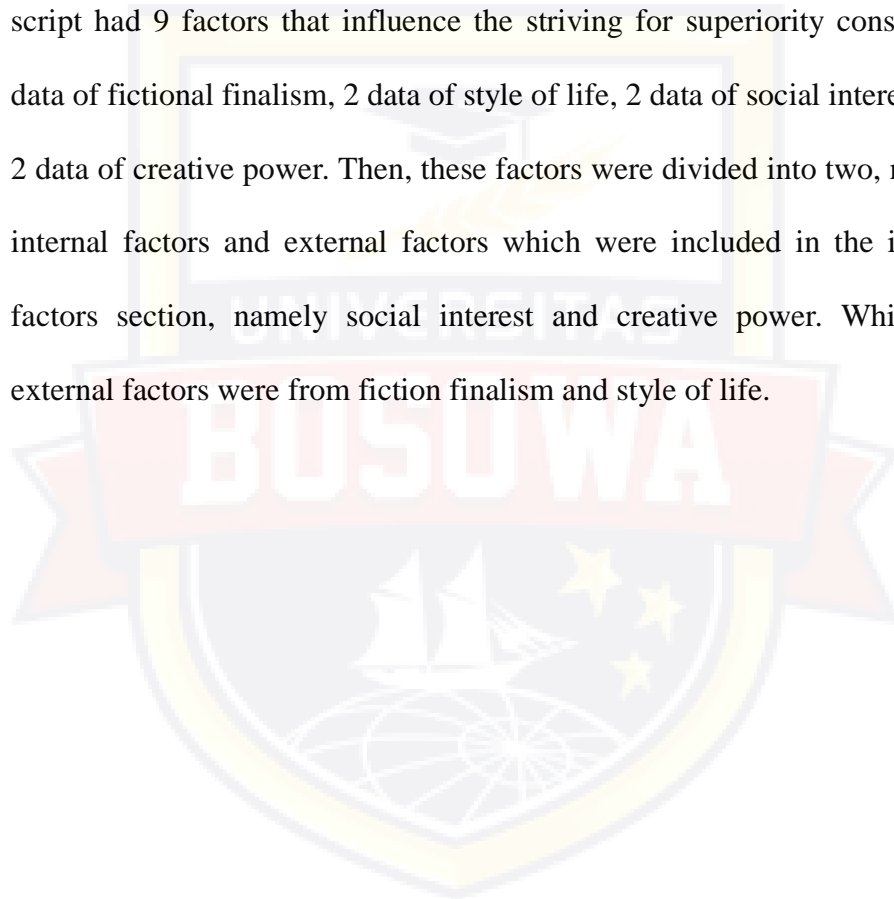 script had 9 factors that influence the striving for superiority cons
data of fictional finalism, 2 data of style of life, 2 data of social intere
2 data of creative power. Then, these factors were divided into two, n
internal factors and external factors which were included in the i
factors section, namely social interest and creative power. Whi
UNIVERSITAS
external factors were from fiction finalism and style of life.
BOSOWA